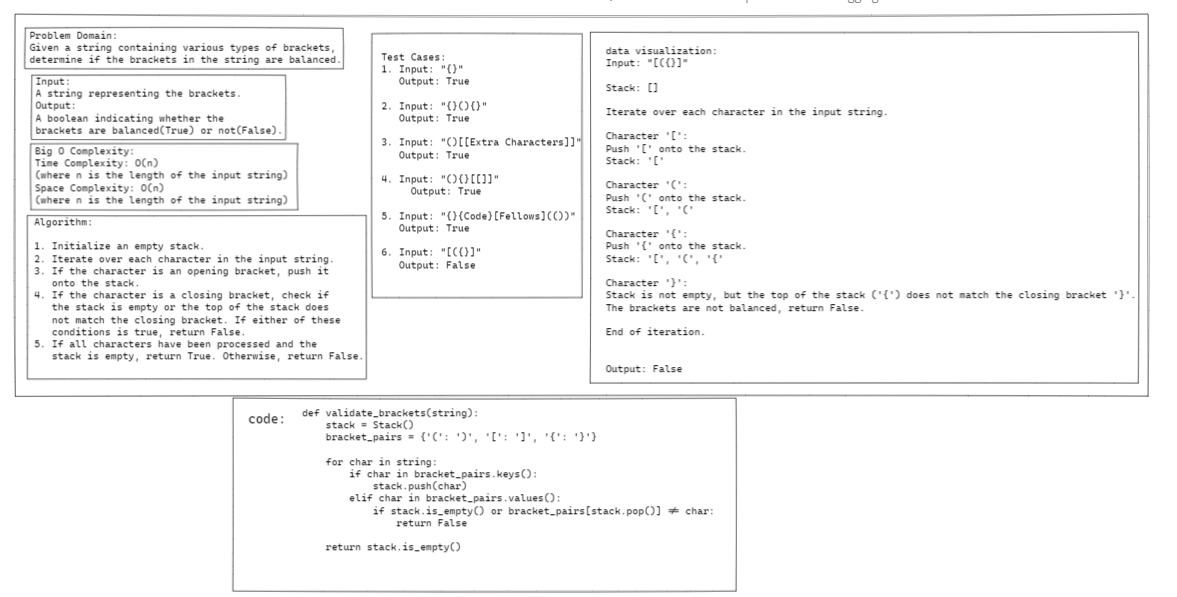 Problem Domain:
Given a string containing various types of brackets,
determine if the brackets in the string are balanced.
Input:
A string representing the brackets.
Output:
A boolean indicating whether the
brackets are balanced(True) or not(False).
Big O Complexity:
Time Complexity: O(n)
(where n is the length of the input string)
Space Complexity: O(n)
(where n is the length of the input string)
Algorithm:
1. Initialize an empty stack.
2. Iterate over each character in the input string.
3. If the character is an opening bracket, push it
onto the stack.
4. If the character is a closing bracket, check if
the stack is empty or the top of the stack does
not match the closing bracket. If either of these
conditions is true, return False.
5. If all characters have been processed and the
stack is empty, return True. Otherwise, return False.
Test Cases:
1. Input: "{}"
Output: True
2. Input: "{}(){}"
Output: True
3. Input: "()[[Extra Characters]]"
Output: True
4. Input: "(){}[[]]"
Output: True
5. Input: "{}{Code}[Fellows](())"
Output: True
6. Input: "[({}]"
Output: False
data visualization:
Input: "[({}]"
Stack: []
Iterate over each character in the input string.
Character '[':
Push '[' onto the stack.
Stack: '['
Character '(':
Push '(' onto the stack.
Stack: '[', '('
Character '{':
Push '{' onto the stack.
Stack: '[', '(', '{'
Character '}':
Stack is not empty, but the top of the stack ('{') does not match the closing bracket '}'.
The brackets are not balanced, return False.
End of iteration.
Output: False
code:
def validate_brackets(string):
stack = Stack()
bracket_pairs = {'(': ')', '[': ']', '{': '}'}
for char in string:
if char in bracket_pairs.keys():
stack.push(char)
elif char in bracket_pairs.values():
if stack.is_empty() or bracket_pairs[stack.pop()] ≠ char:
return False
return stack.is_empty()